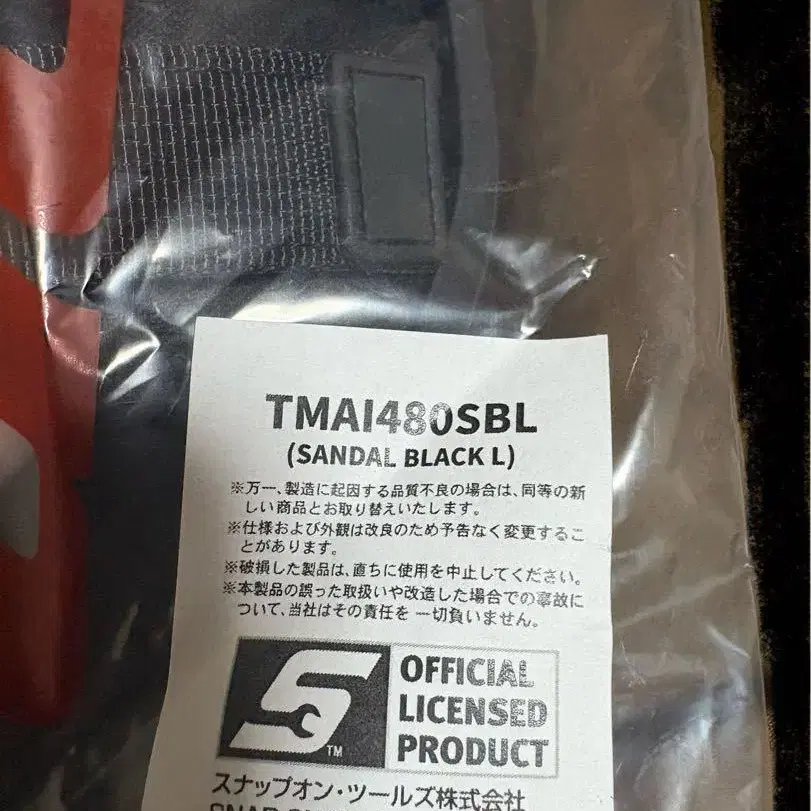 TMAI480SBL
(SANDAL BLACK L)
※万一、製造に起因する品質不良の場合は、同等の新
しい商品とお取り替えいたします。
※仕様および外観は改良のため予告なく変更するこ
とがあります。
※破損した製品は、直ちに使用を中止してください。
※本製品の誤った取扱いや改造した場合での事故に
ついて、当社はその責任を一切負いません。
S
TM
OFFICIAL
LICENSED
PRODUCT
スナップオン・ツールズ株式会社